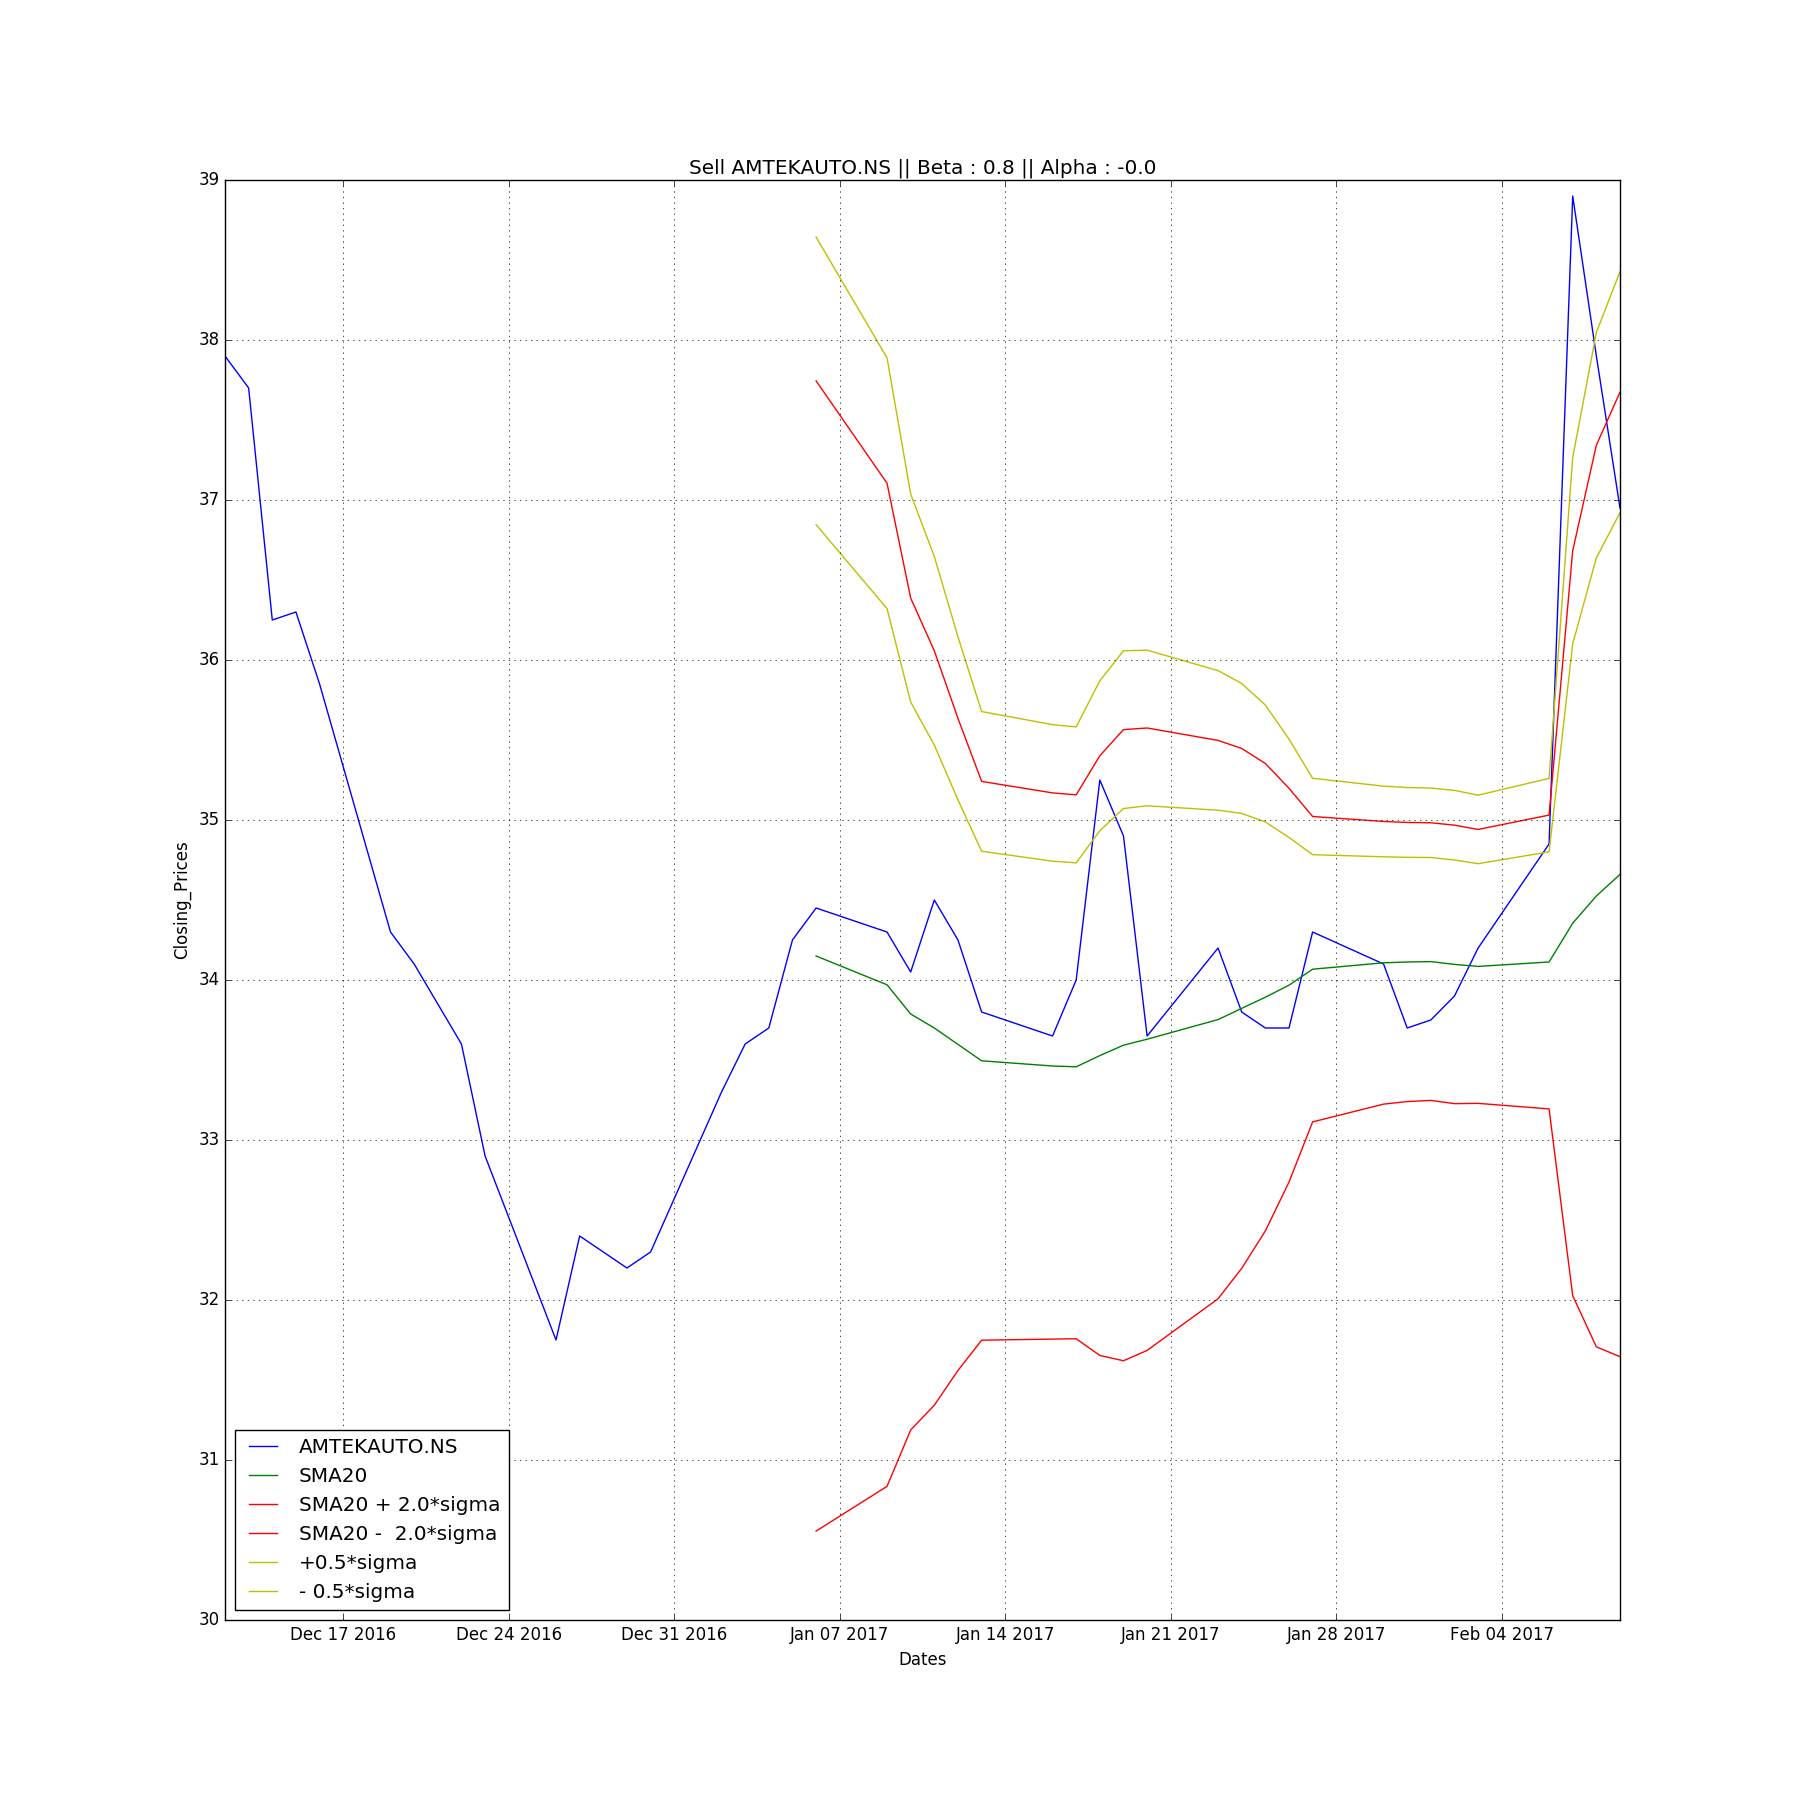 Sell AMTEKAUTO.NS || Beta : 0.8 || Alpha : -0.0
39
38
37
36
35
34
33
32
31
30
Closing_Prices
AMTEKAUTO.NS
SMA20
SMA20 + 2.0*sigma
SMA20 -  2.0*sigma
+0.5*sigma
- 0.5*sigma
Dec 17 2016 Dec 24 2016 Dec 31 2016 Jan 07 2017 Jan 14 2017 Jan 21 2017 Jan 28 2017 Feb 04 2017
Dates